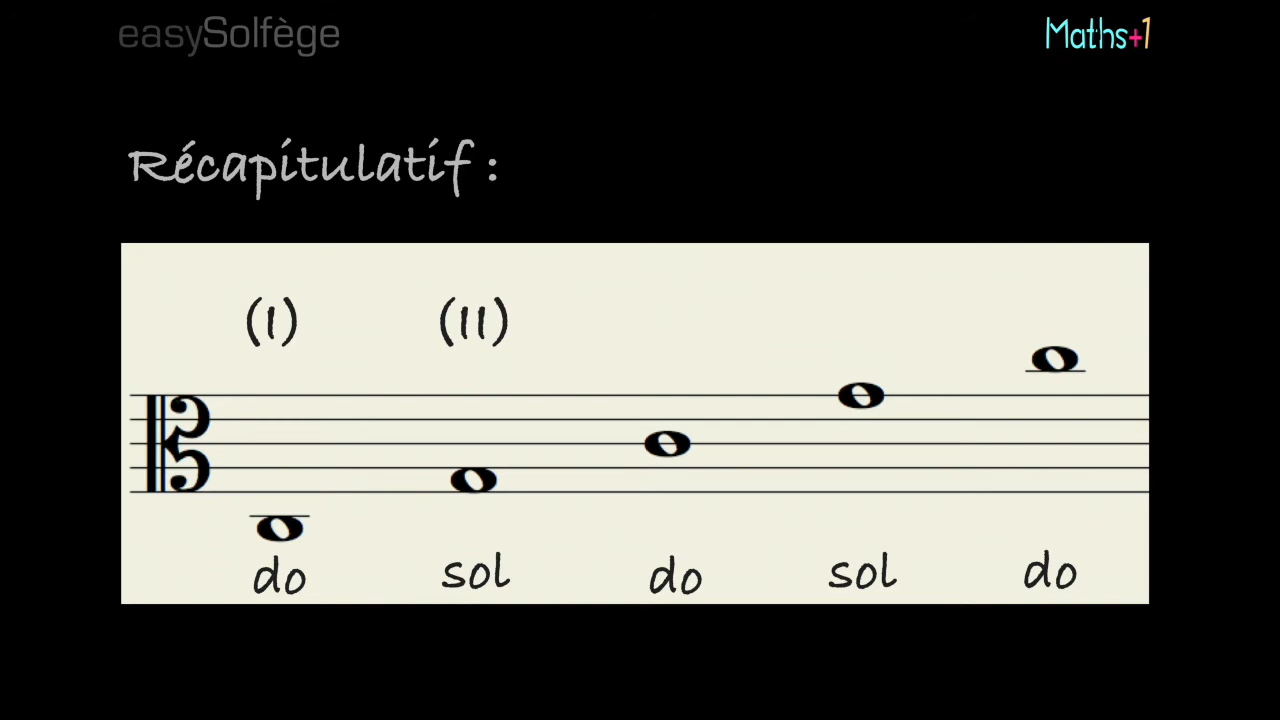 easySolfège
Maths+1
Récapitulatif :
(I) (II)
do sol do sol do